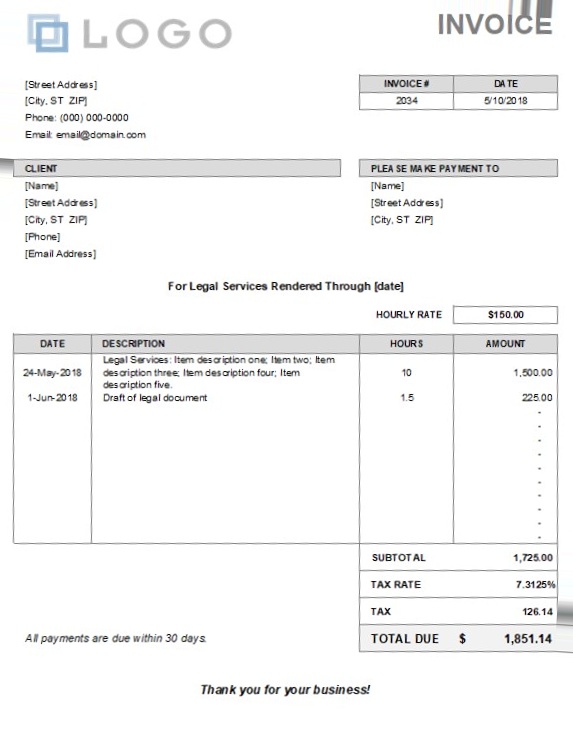 LOGO
INVOICE
[Street Address]
[City, ST ZIP]
Phone: (000) 000-0000
Email: email@domain.com
INVOICE # DATE
2034 5/10/2018
CLIENT
[Name]
[Street Address]
[City, ST ZIP]
[Phone]
[Email Address]
PLEASE MAKE PAYMENT TO
[Name]
[Street Address]
[City, ST ZIP]
For Legal Services Rendered Through [date]
HOURLY RATE $150.00
DATE DESCRIPTION HOURS AMOUNT
24-May-2018 Legal Services: Item description one; Item two; Item
description three; Item description four; Item 10 1,500.00
description five.
1-Jun-2018 Draft of legal document 1.5 225.00
-
-
-
-
-
-
-
-
-
-
SUBTOTAL 1,725.00
TAX RATE 7.3125%
TAX 126.14
All payments are due within 30 days.
TOTAL DUE $ 1,851.14
Thank you for your business!